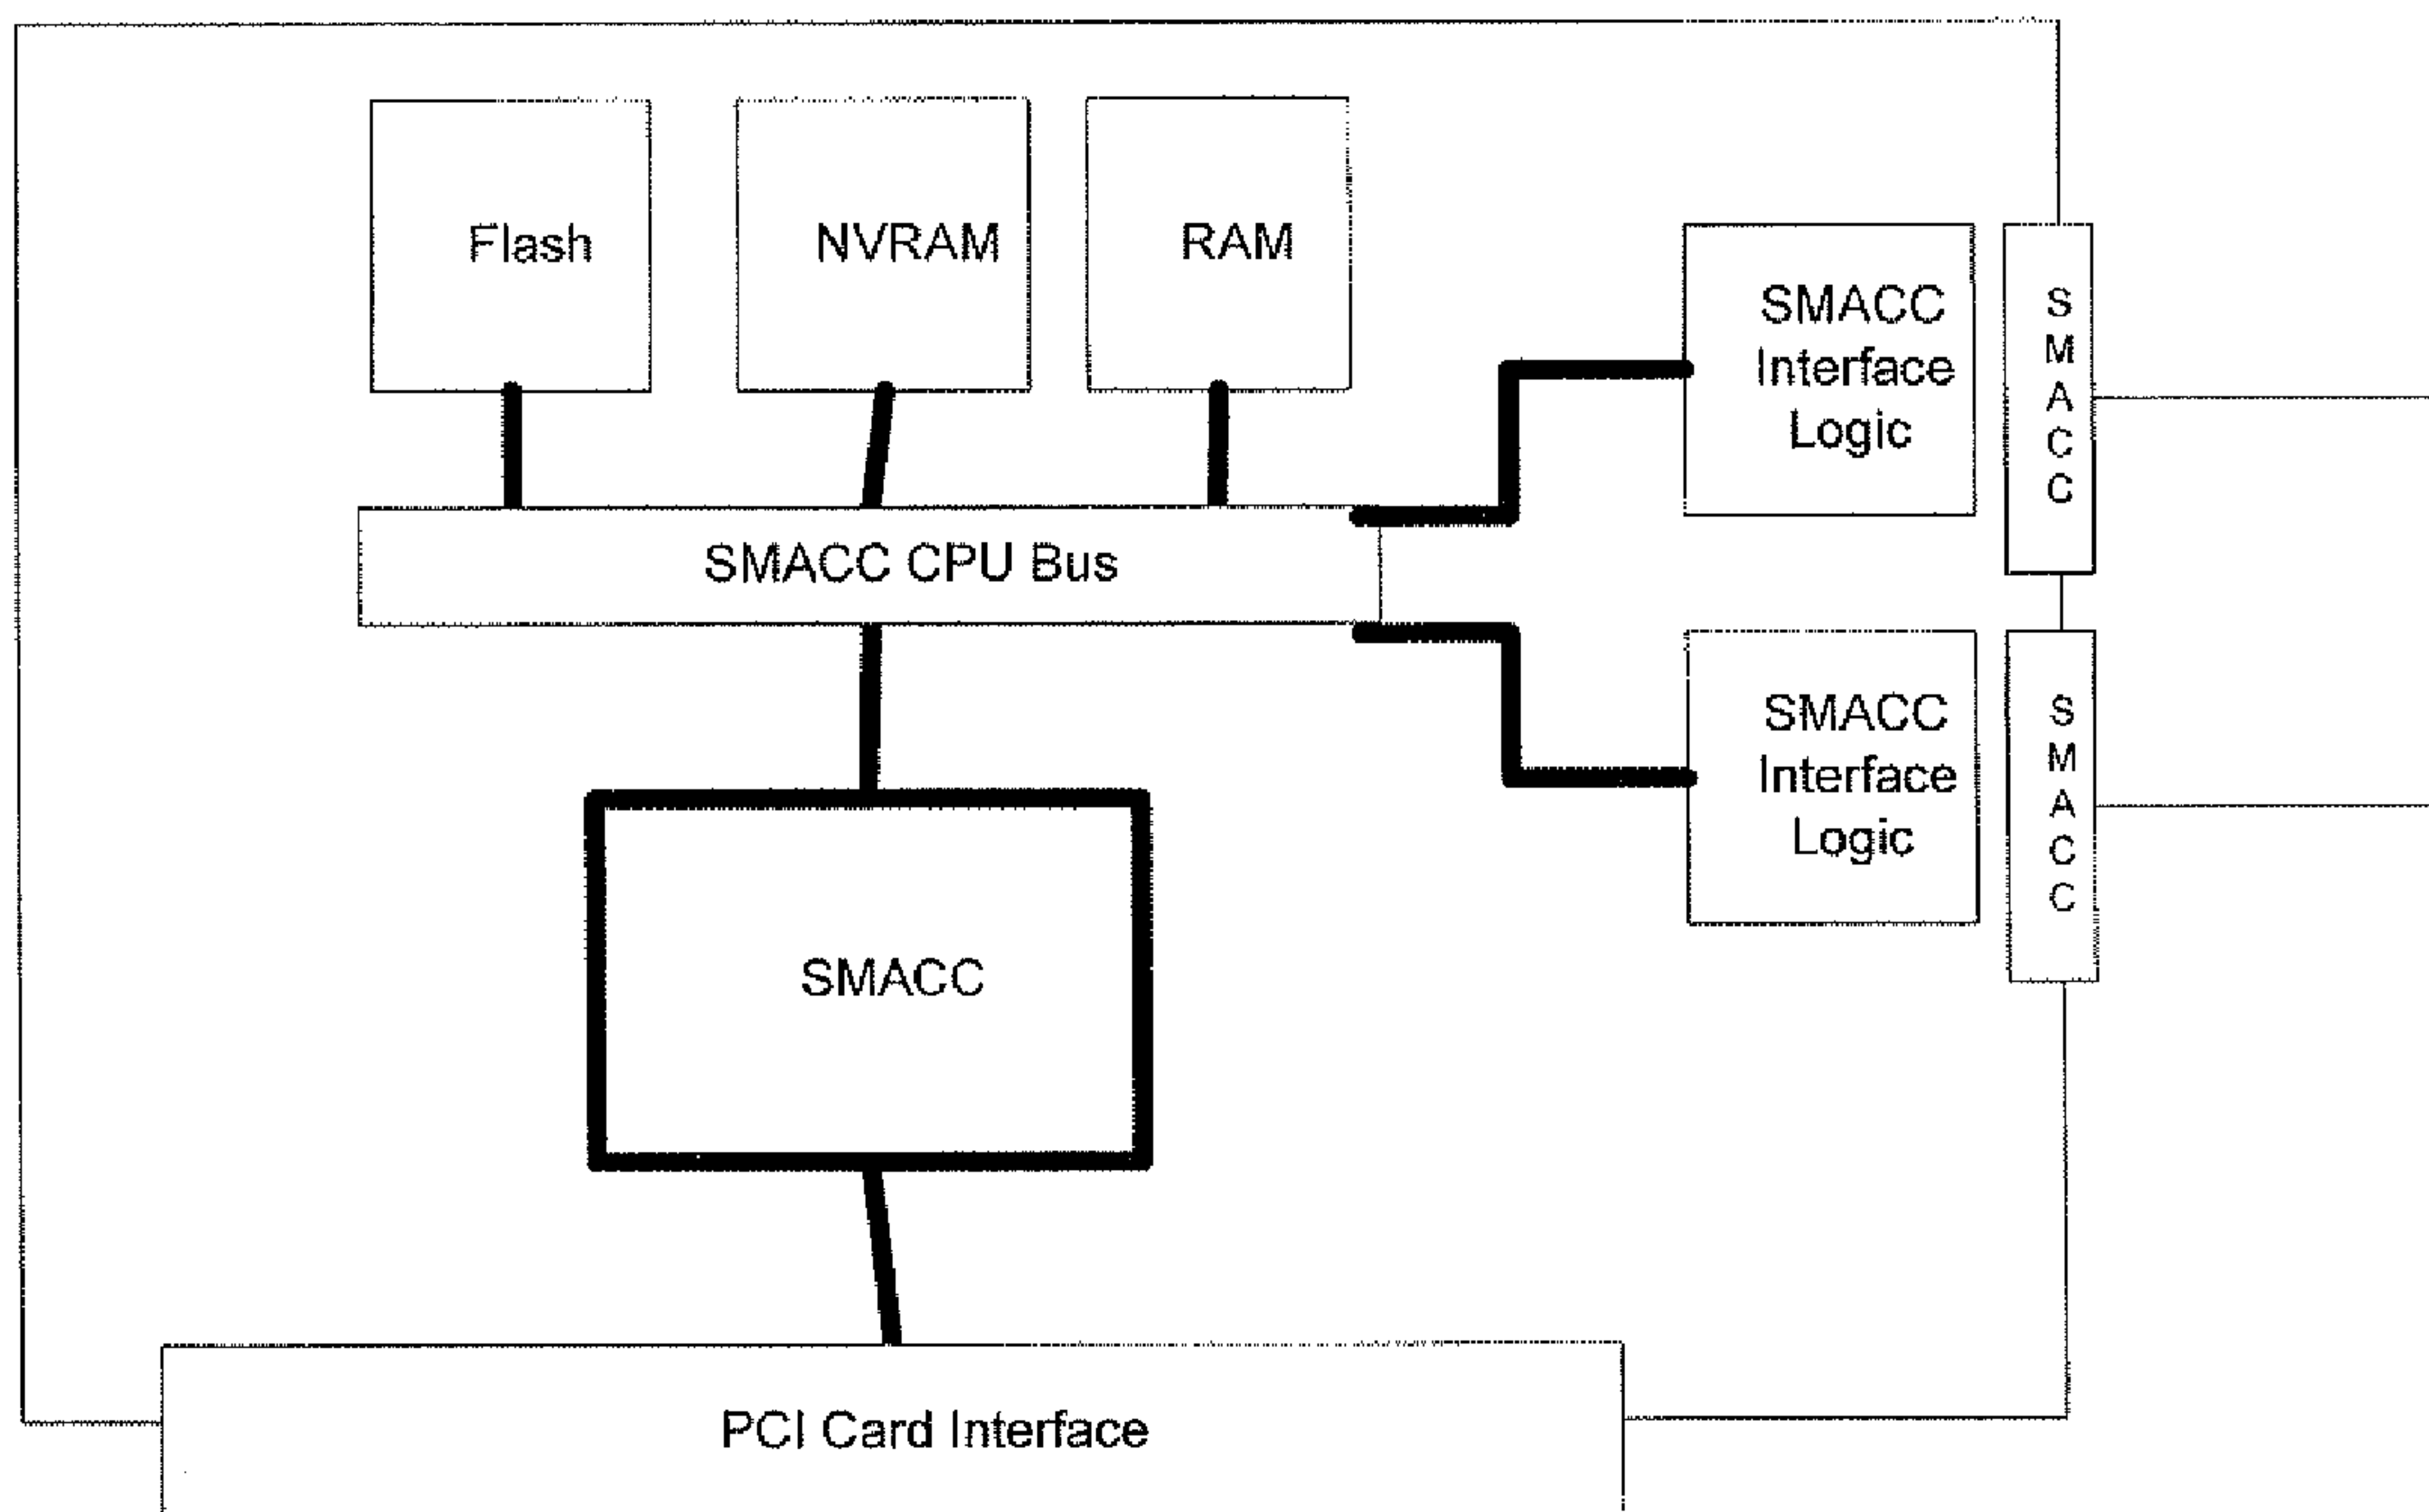 Flash
NVRAM
RAM
SMACC
Interface
Logic
S
M
A
C
C
SMACC CPU Bus
SMACC
Interface
Logic
S
M
A
C
C
SMACC
PCI Card Interface